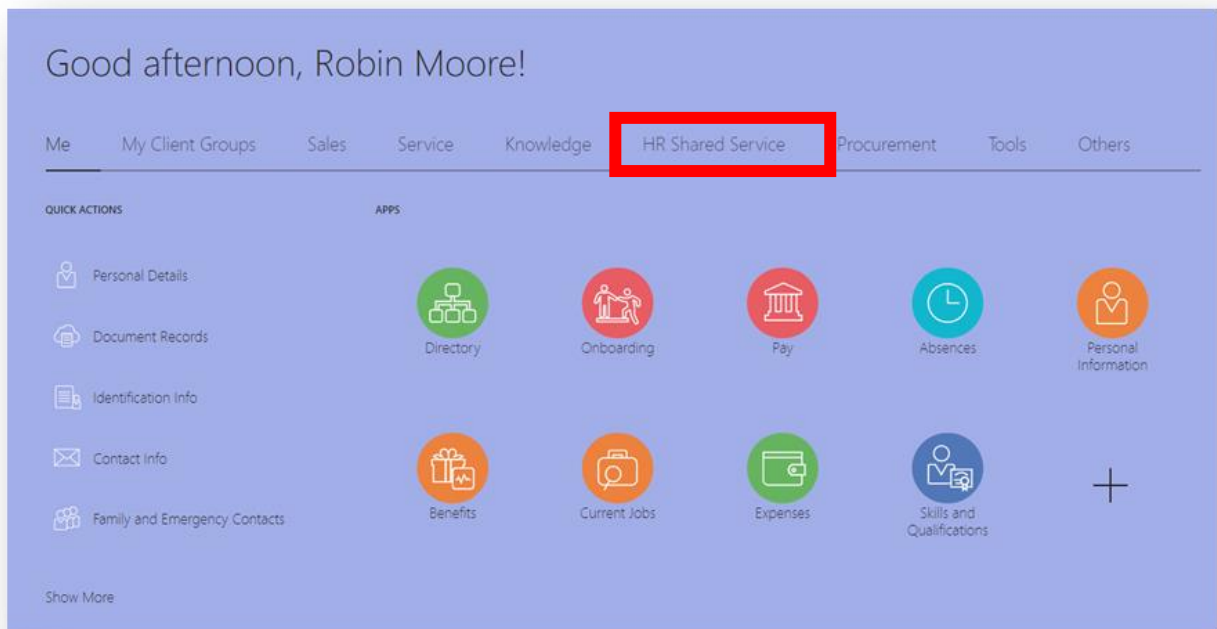 Good afternoon, Robin Moore!
Me My Client Groups Sales Service Knowledge HR Shared Service Procurement Tools Others
QUICK ACTIONS
Personal Details
Document Records
Identification Info
Contact Info
Family and Emergency Contacts
Show More
APPS
Directory
Onboarding
Pay
Absences
Personal
Information
Benefits
Current Jobs
Expenses
Skills and
Qualifications